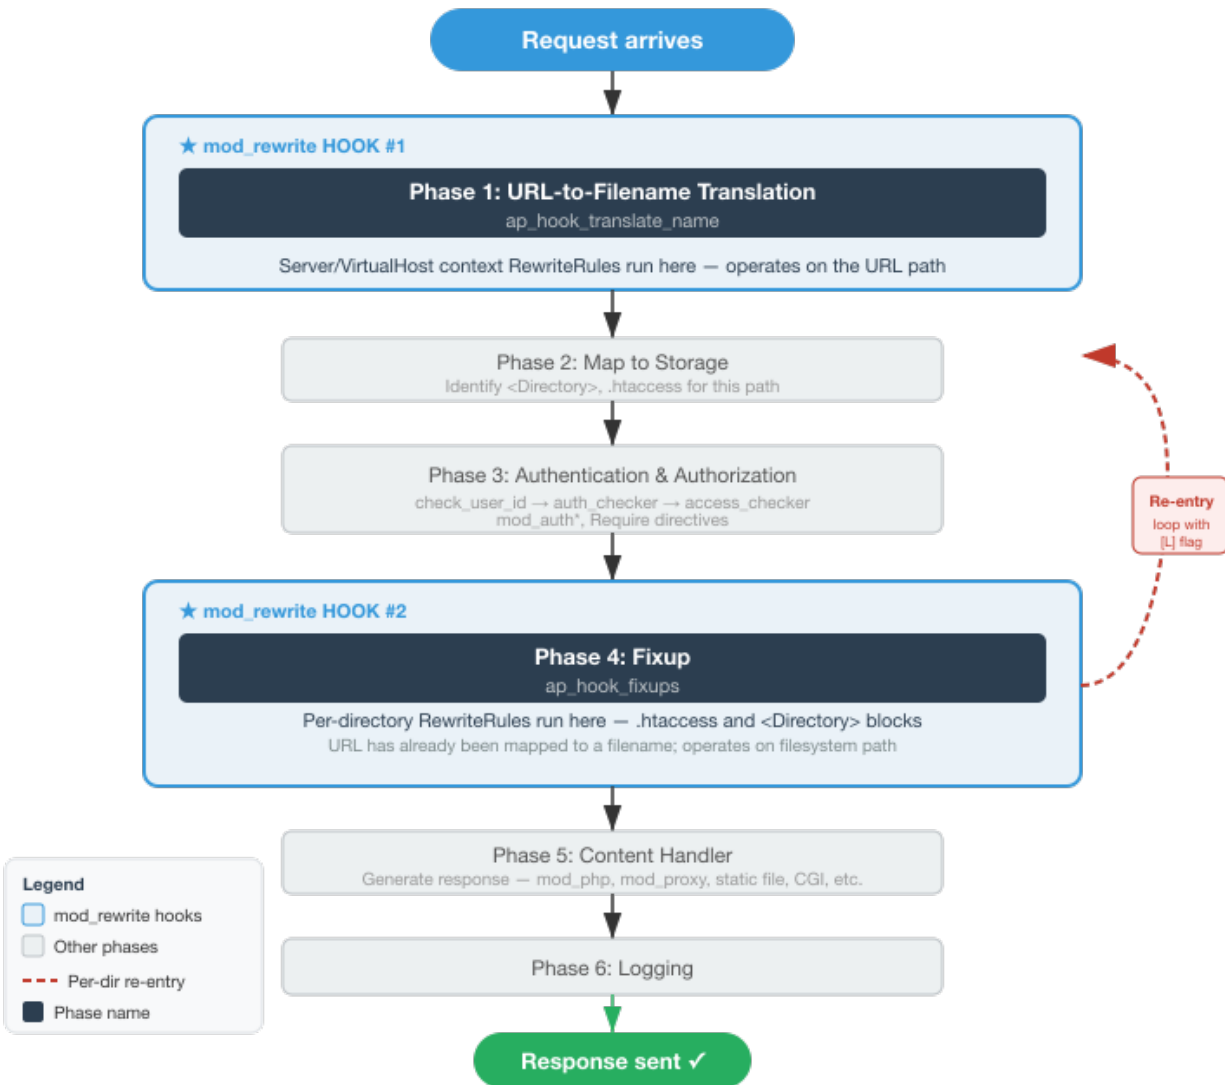 Request arrives
★ mod_rewrite HOOK #1
Phase 1: URL-to-Filename Translation
ap_hook_translate_name
Server/VirtualHost context RewriteRules run here — operates on the URL path
Phase 2: Map to Storage
Identify <Directory>, .htaccess for this path
Phase 3: Authentication & Authorization
check_user_id → auth_checker → access_checker
mod_auth*, Require directives
Re-entry
loop with
[L] flag
★ mod_rewrite HOOK #2
Phase 4: Fixup
ap_hook_fixups
Per-directory RewriteRules run here — .htaccess and <Directory> blocks
URL has already been mapped to a filename; operates on filesystem path
Phase 5: Content Handler
Generate response — mod_php, mod_proxy, static file, CGI, etc.
Phase 6: Logging
Response sent ✓
Legend
mod_rewrite hooks
Other phases
Per-dir re-entry
Phase name